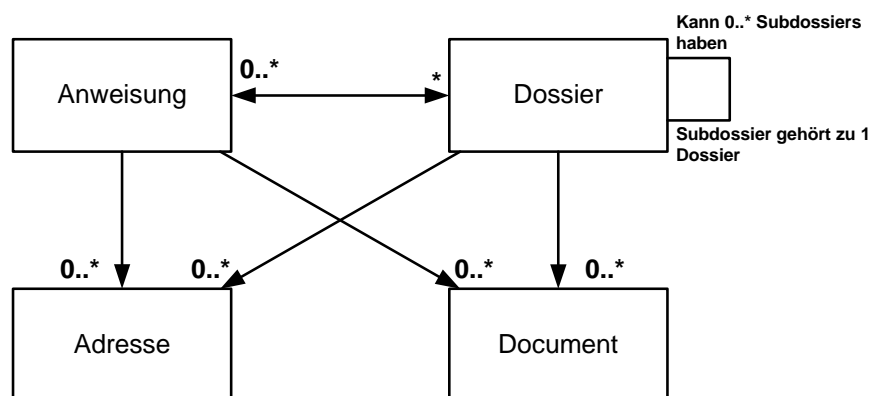 Kann 0..* Subdossiers
haben
0..*
*
Anweisung
Dossier
Subdossier gehört zu 1
Dossier
0..*
0..*
0..*
0..*
Adresse
Document